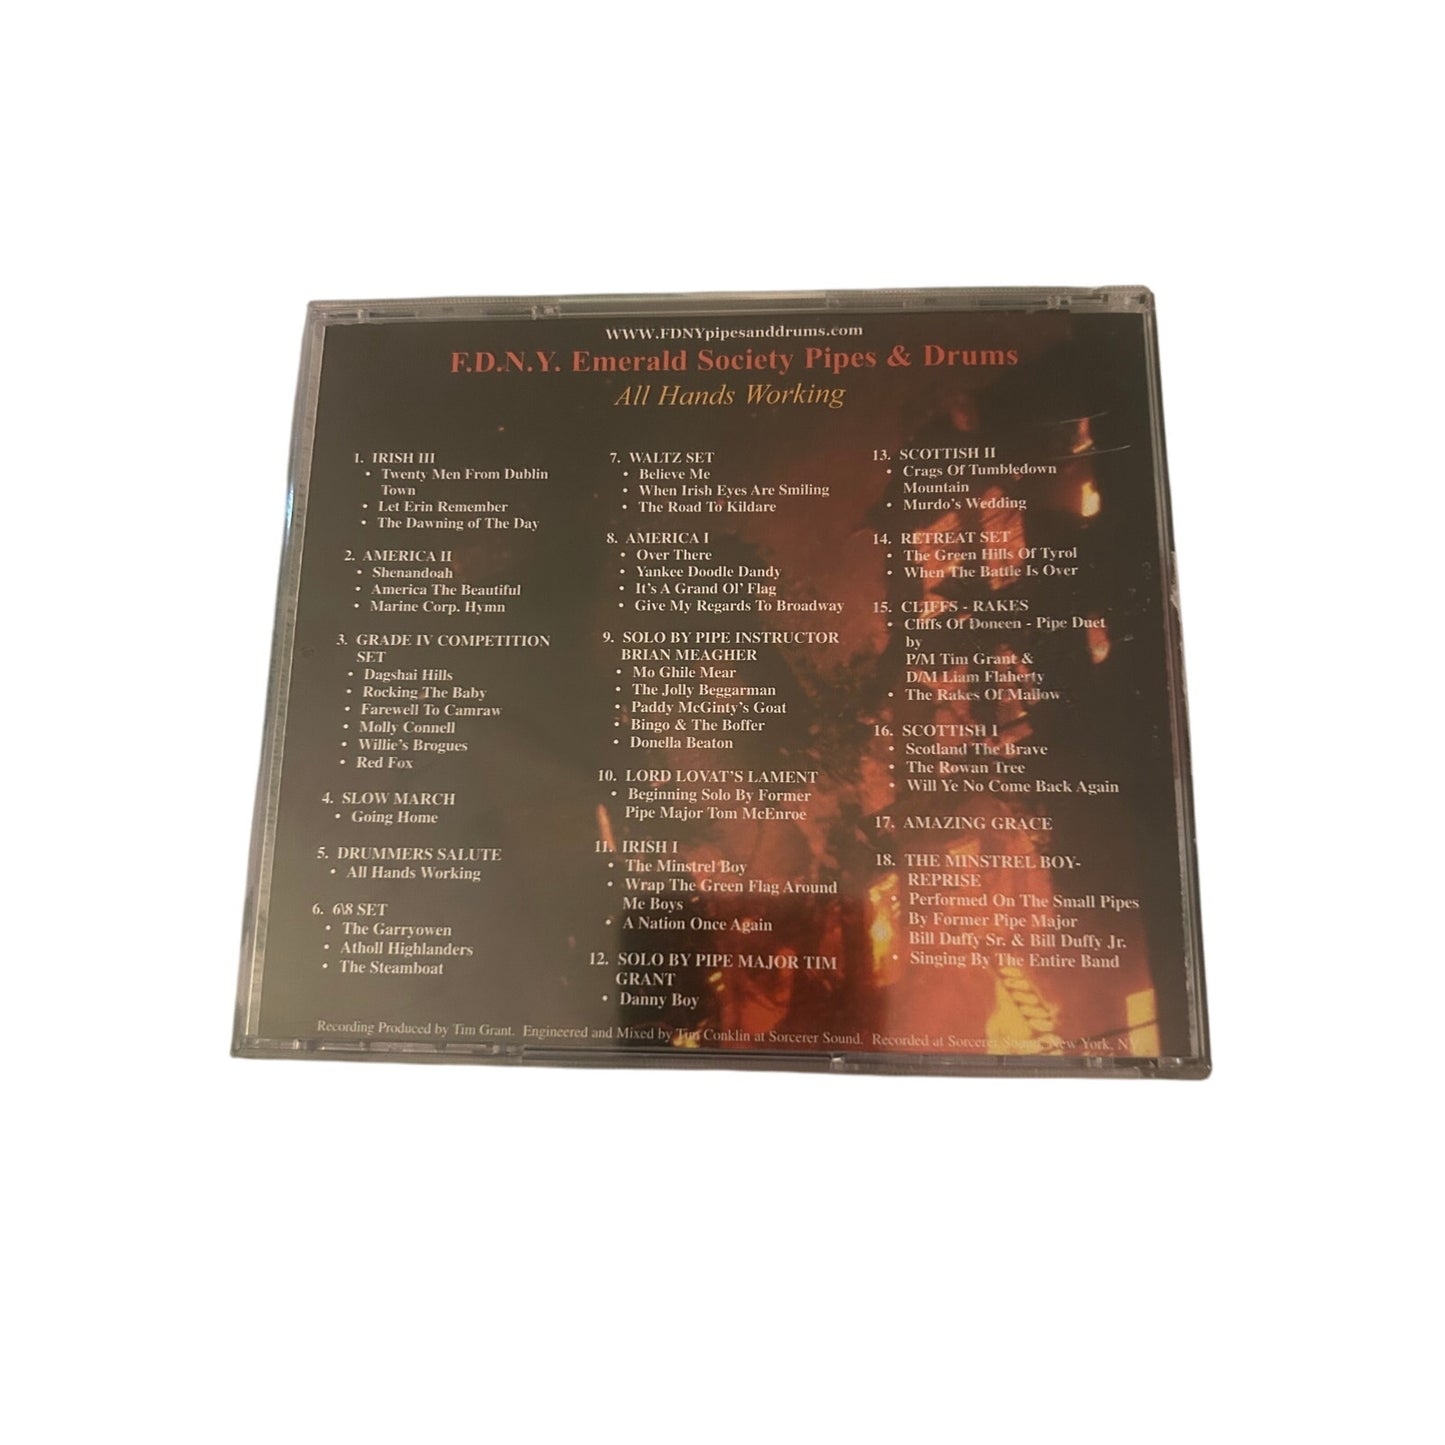 WWW.FDNYpipesanddrums.com
F.D.N.Y. Emerald Society Pipes & Drums
All Hands Working
1. IRISH III
• Twenty Men From Dublin
Town
• Let Erin Remember
• The Dawning of The Day
2. AMERICA II
• Shenandoah
• America The Beautiful
• Marine Corp. Hymn
3. GRADE IV COMPETITION
SET
• Dagshai Hills
• Rocking The Baby
• Farewell To Camraw
• Molly Connell
• Willie's Brogues
• Red Fox
4. SLOW MARCH
• Going Home
5. DRUMMERS SALUTE
• All Hands Working
6. 6\8 SET
• The Garryowen
• Atholl Highlanders
• The Steamboat
7. WALTZ SET
• Believe Me
• When Irish Eyes Are Smiling
• The Road To Kildare
8. AMERICA I
• Over There
• Yankee Doodle Dandy
• It's A Grand Ol' Flag
• Give My Regards To Broadway
9. SOLO BY PIPE INSTRUCTOR
BRIAN MEAGHER
• Mo Ghile Mear
• The Jolly Beggarman
• Paddy McGinty's Goat
• Bingo & The Boffer
• Donella Beaton
10. LORD LOVAT'S LAMENT
• Beginning Solo By Former
Pipe Major Tom McEnroe
11. IRISH I
• The Minstrel Boy
• Wrap The Green Flag Around
Me Boys
• A Nation Once Again
12. SOLO BY PIPE MAJOR TIM
GRANT
• Danny Boy
13. SCOTTISH II
• Crags Of Tumbledown
Mountain
• Murdo's Wedding
14. RETREAT SET
• The Green Hills Of Tyrol
• When The Battle Is Over
15. CLIFFS - RAKES
• Cliffs Of Doneen - Pipe Duet
by
P/M Tim Grant &
D/M Liam Flaherty
• The Rakes Of Mallow
16. SCOTTISH I
• Scotland The Brave
• The Rowan Tree
• Will Ye No Come Back Again
17. AMAZING GRACE
18. THE MINSTREL BOY-
REPRISE
• Performed On The Small Pipes
By Former Pipe Major
Bill Duffy Sr. & Bill Duffy Jr.
• Singing By The Entire Band
Recording Produced by Tim Grant. Engineered and Mixed by Tim Conklin at Sorcerer Sound. Recorded at Sorcerer Sound, New York, NY